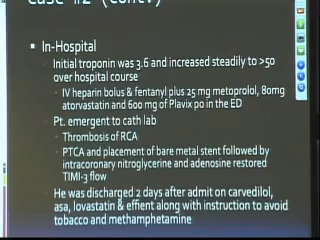 Case #2 (cont.)
In-Hospital
Initial troponin was 3.6 and increased steadily to >50
over hospital course
IV heparin bolus & fentanyl plus 25 mg metoprolol, 80mg
atorvastatin and 600 mg of Plavix po in the ED
Pt. emergent to cath lab
Thrombosis of RCA
PTCA and placement of bare metal stent followed by
intracoronary nitroglycerine and adenosine restored
TIMI-3 flow
He was discharged 2 days after admit on carvedilol,
asa, lovastatin & effient along with instruction to avoid
tobacco and methamphetamine